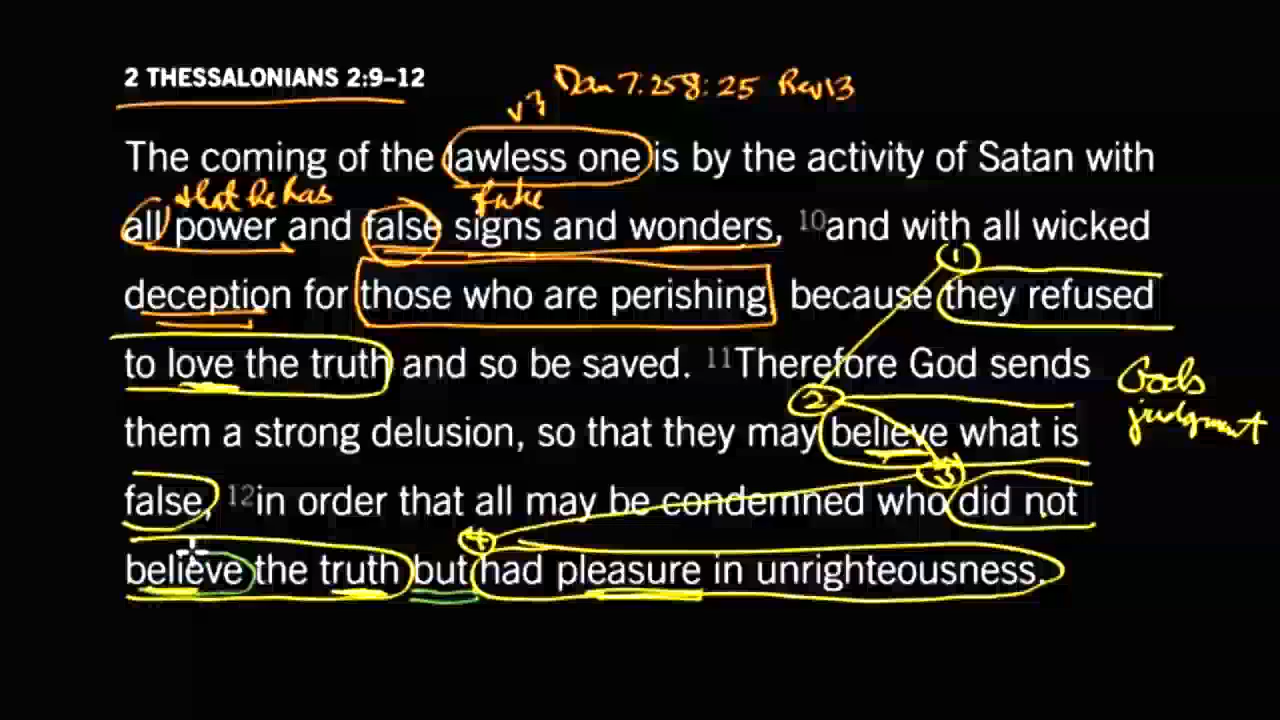 2 THESSALONIANS 2:9–12
Dan 7.25 8:25 Rev 13
v 3
The coming of the lawless one is by the activity of Satan with
that he has fake
all power and false signs and wonders, 10and with all wicked
1
deception for those who are perishing, because they refused
to love the truth and so be saved. 11Therefore God sends
Gods
2
judgment
them a strong delusion, so that they may believe what is
3
false, 12in order that all may be condemned who did not
4
believe the truth but had pleasure in unrighteousness.